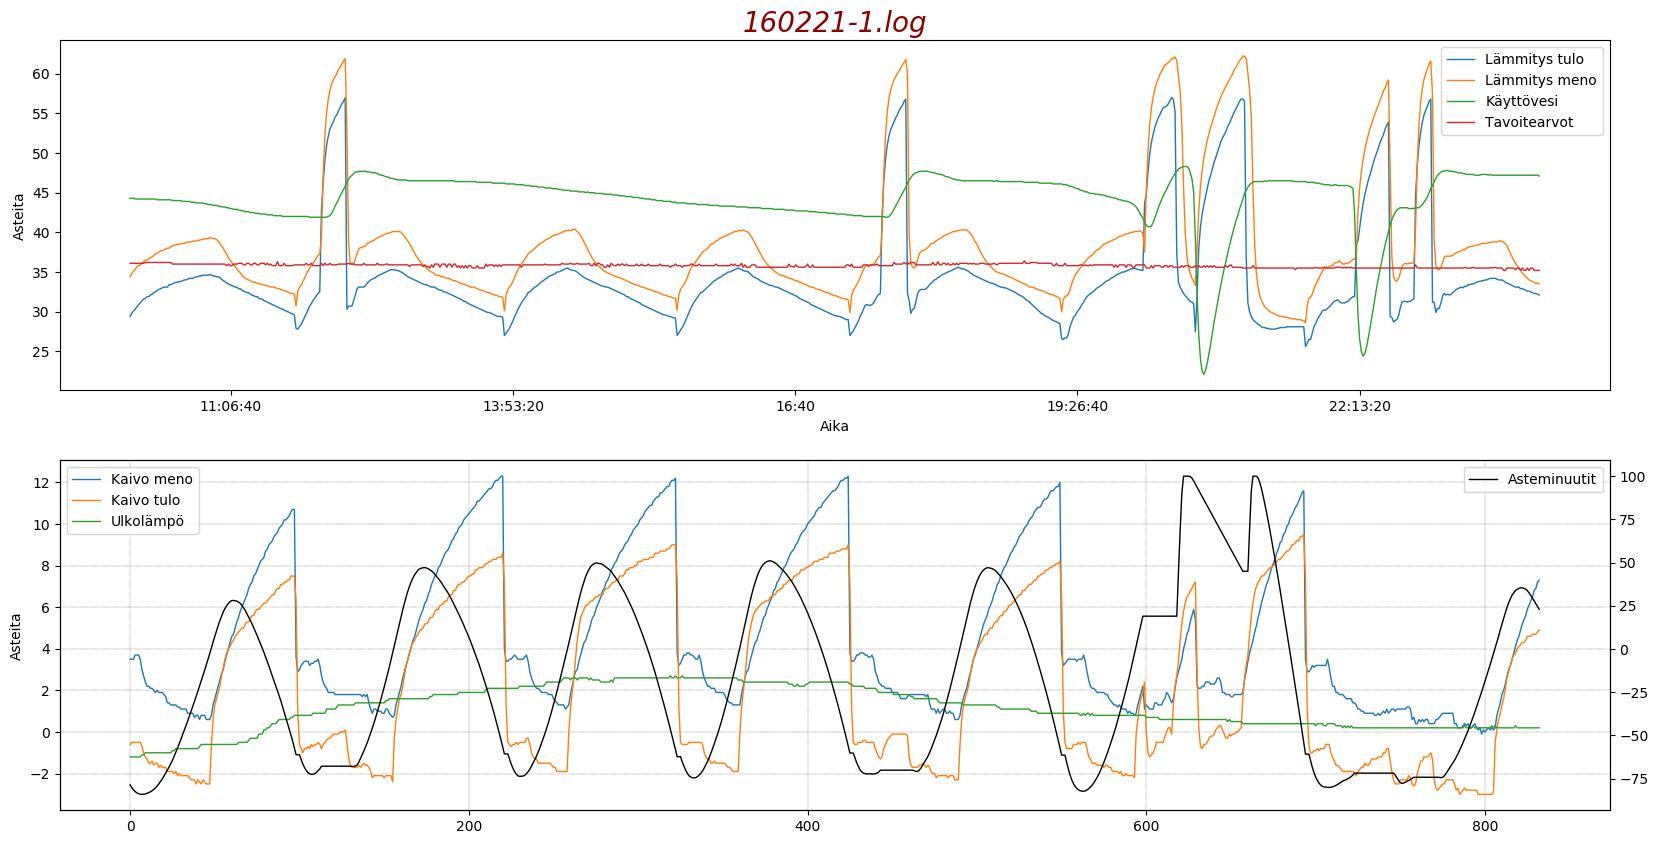 160221-1.log
Lämmitys tulo
Lämmitys meno
Käyttövesi
Tavoitearvot
60
55
50
45
40
35
30
25
Asteita
11:06:40
13:53:20
16:40
19:26:40
22:13:20
Aika
Kaivo meno
Kaivo tulo
Ulkolämpö
Asteminuutit
12
10
8
6
4
2
0
−2
Asteita
100
75
50
25
0
−25
−50
−75
0
200
400
600
800